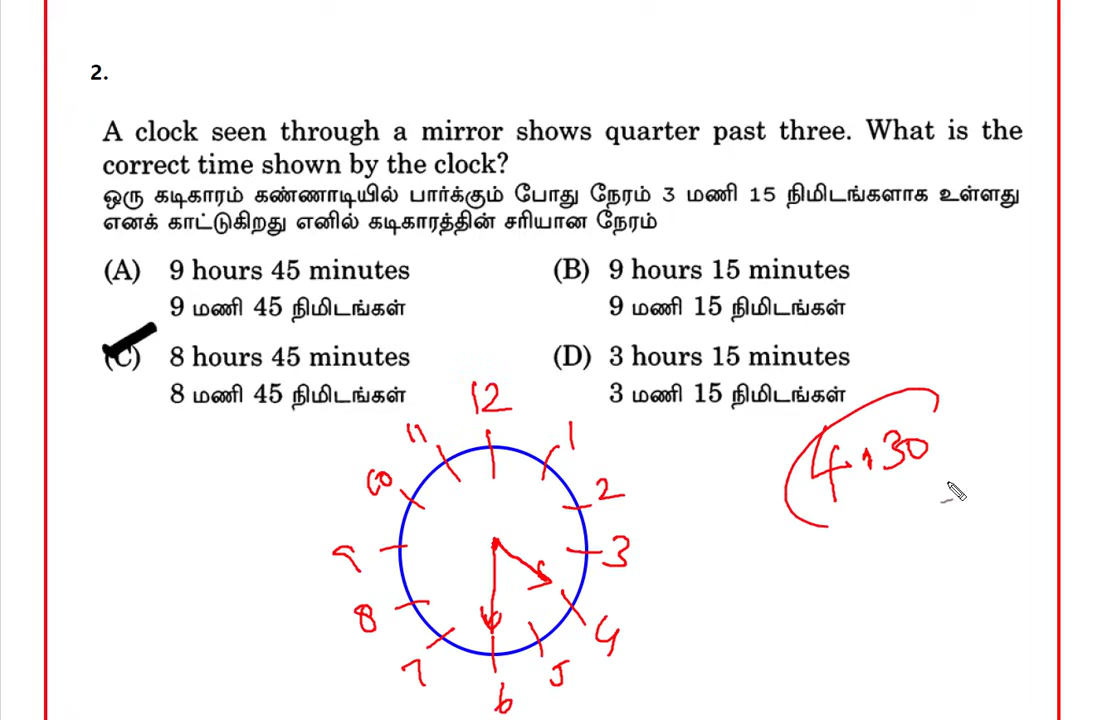 2.
A clock seen through a mirror shows quarter past three. What is the
correct time shown by the clock?
ஒரு கடிகாரம் கண்ணாடியில் பார்க்கும் போது நேரம் 3 மணி 15 நிமிடங்களாக உள்ளது
எனக் காட்டுகிறது எனில் கடிகாரத்தின் சரியான நேரம்
(A) 9 hours 45 minutes
9 மணி 45 நிமிடங்கள்
(B) 9 hours 15 minutes
9 மணி 15 நிமிடங்கள்
(C) 8 hours 45 minutes
8 மணி 45 நிமிடங்கள்
(D) 3 hours 15 minutes
3 மணி 15 நிமிடங்கள்
12
11
1
10
2
9
3
8
4
7
5
6
4.30